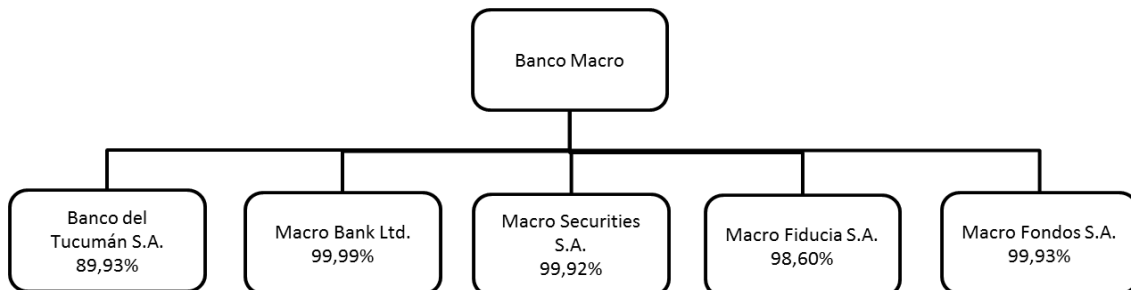 Banco Macro
Banco del
Tucumán S.A.
89,93%
Macro Bank Ltd.
99,99%
Macro Securities
S.A.
99,92%
Macro Fiducia S.A.
98,60%
Macro Fondos S.A.
99,93%